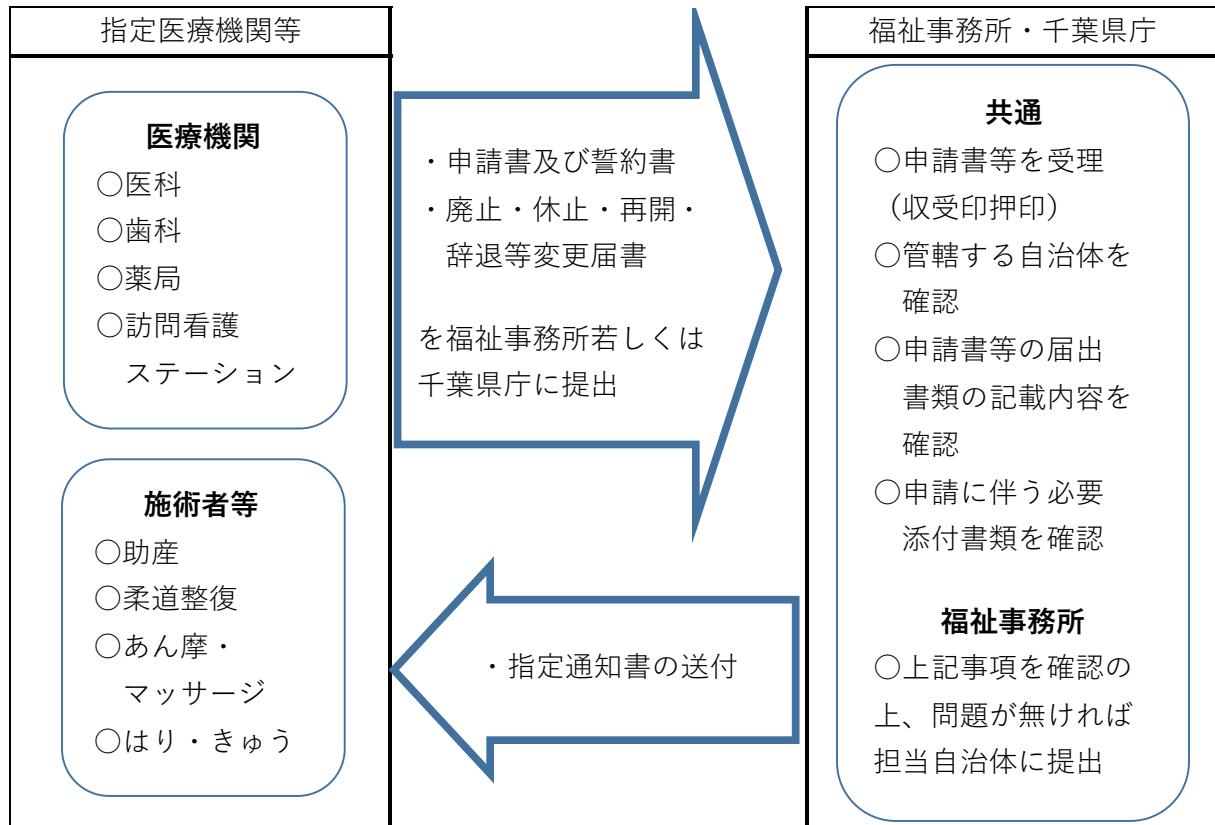 指定医療機関等
医療機関
○医科
○歯科
○薬局
○訪問看護
ステーション
施術者等
○助産
○柔道整復
○あん摩・
マッサージ
○はり・きゅう
・申請書及び誓約書
・廃止・休止・再開・
辞退等変更届書
を福祉事務所若しくは
千葉県庁に提出
・指定通知書の送付
福祉事務所・千葉県庁
共通
○申請書等を受理
（収受印押印）
○管轄する自治体を
確認
○申請書等の届出
書類の記載内容を
確認
○申請に伴う必要
添付書類を確認
福祉事務所
○上記事項を確認の
上、問題が無ければ
担当自治体に提出